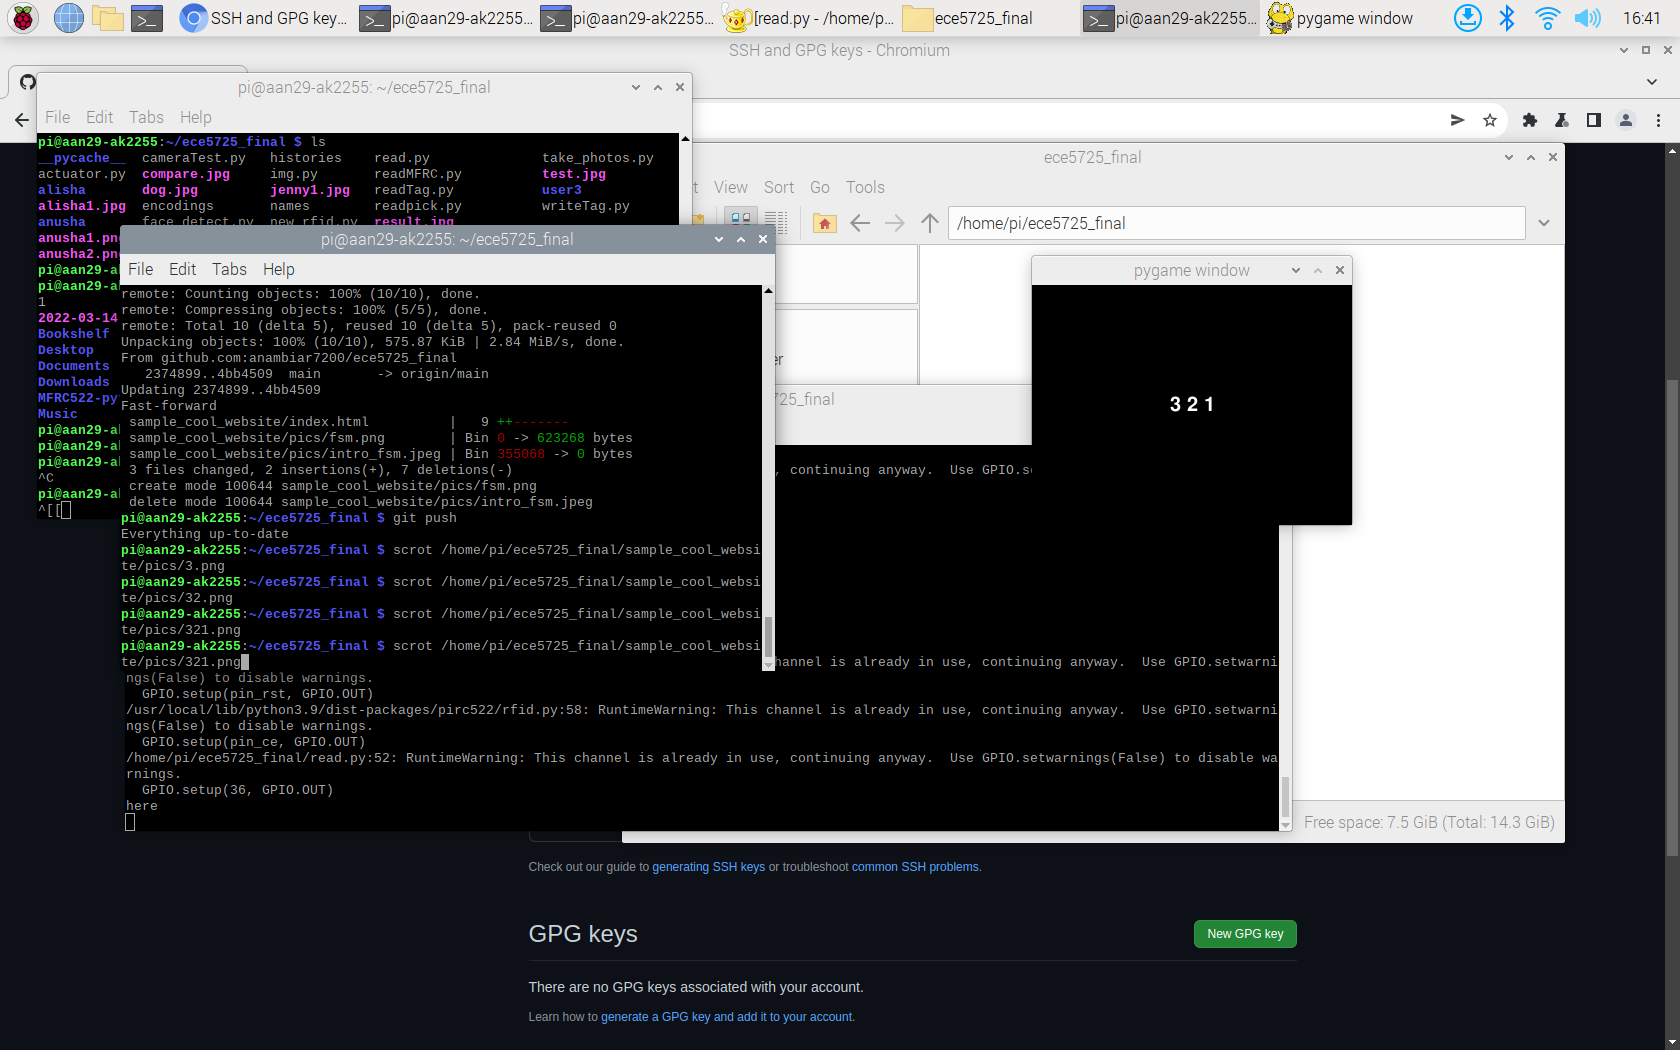 SSH and GPG key...
pi@aan29-ak2255...
pi@aan29-ak2255...
[read.py - /home/p...
ece5725_final
pi@aan29-ak2255...
pygame window
16:41
SSH and GPG keys - Chromium
pi@aan29-ak2255: ~/ece5725_final
File Edit Tabs Help
pi@aan29-ak2255:~/ece5725_final $ ls
__pycache__ cameraTest.py histories read.py take_photos.py
actuator.py compare.jpg img.py readMFRC.py test.jpg
alisha dog.jpg jenny1.jpg readTag.py user3
alisha1.jpg encodings names readpick.py writeTag.py
anusha face_detect.py new_rfid.py result.jpg
anusha1.pn
anusha2.pn
pi@aan29-a
pi@aan29-a
1
2022-03-14
Bookshelf
Desktop
Documents
Downloads
MFRC522-py
Music
pi@aan29-a
pi@aan29-a
pi@aan29-a
^C
pi@aan29-a
^[[
pi@aan29-ak2255: ~/ece5725_final
File Edit Tabs Help
remote: Counting objects: 100% (10/10), done.
remote: Compressing objects: 100% (5/5), done.
remote: Total 10 (delta 5), reused 10 (delta 5), pack-reused 0
Unpacking objects: 100% (10/10), 575.87 KiB | 2.84 MiB/s, done.
From github.com:anambiar7200/ece5725_final
2374899..4bb4509 main -> origin/main
Updating 2374899..4bb4509
Fast-forward
sample_cool_website/index.html | 9 ++-------
sample_cool_website/pics/fsm.png | Bin 0 -> 623268 bytes
sample_cool_website/pics/intro_fsm.jpeg | Bin 355068 -> 0 bytes
3 files changed, 2 insertions(+), 7 deletions(-)
create mode 100644 sample_cool_website/pics/fsm.png
delete mode 100644 sample_cool_website/pics/intro_fsm.jpeg
pi@aan29-ak2255:~/ece5725_final $ git push
Everything up-to-date
pi@aan29-ak2255:~/ece5725_final $ scrot /home/pi/ece5725_final/sample_cool_websi
te/pics/3.png
pi@aan29-ak2255:~/ece5725_final $ scrot /home/pi/ece5725_final/sample_cool_websi
te/pics/32.png
pi@aan29-ak2255:~/ece5725_final $ scrot /home/pi/ece5725_final/sample_cool_websi
te/pics/321.png
pi@aan29-ak2255:~/ece5725_final $ scrot /home/pi/ece5725_final/sample_cool_websi
te/pics/321.png
ece5725_final
t View Sort Go Tools
/home/pi/ece5725_final
er
25_final
pygame window
3 2 1
, continuing anyway. Use GPIO.s
hannel is already in use, continuing anyway. Use GPIO.setwarni
ngs(False) to disable warnings.
GPIO.setup(pin_rst, GPIO.OUT)
/usr/local/lib/python3.9/dist-packages/pirc522/rfid.py:58: RuntimeWarning: This channel is already in use, continuing anyway. Use GPIO.setwarni
ngs(False) to disable warnings.
GPIO.setup(pin_ce, GPIO.OUT)
/home/pi/ece5725_final/read.py:52: RuntimeWarning: This channel is already in use, continuing anyway. Use GPIO.setwarnings(False) to disable wa
rnings.
GPIO.setup(36, GPIO.OUT)
here
Free space: 7.5 GiB (Total: 14.3 GiB)
Check out our guide to generating SSH keys or troubleshoot common SSH problems.
GPG keys
New GPG key
There are no GPG keys associated with your account.
Learn how to generate a GPG key and add it to your account.